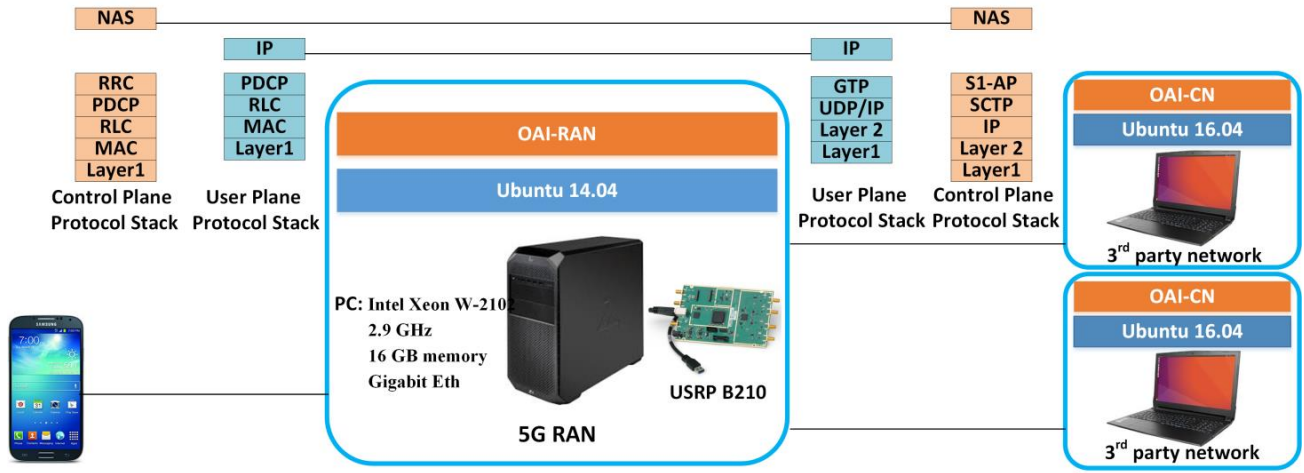 NAS
IP
RRC
PDCP
RLC
MAC
Layer1
Control Plane
Protocol Stack
PDCP
RLC
MAC
Layer1
User Plane
Protocol Stack
OAI-RAN
Ubuntu 14.04
PC: Intel Xeon W-2102
2.9 GHz
16 GB memory
Gigabit Eth
USRP B210
5G RAN
IP
GTP
UDP/IP
Layer 2
Layer1
User Plane
Protocol Stack
NAS
S1-AP
SCTP
IP
Layer 2
Layer1
Control Plane
Protocol Stack
OAI-CN
Ubuntu 16.04
3rd party network
OAI-CN
Ubuntu 16.04
3rd party network
SAMSUNG
7:00